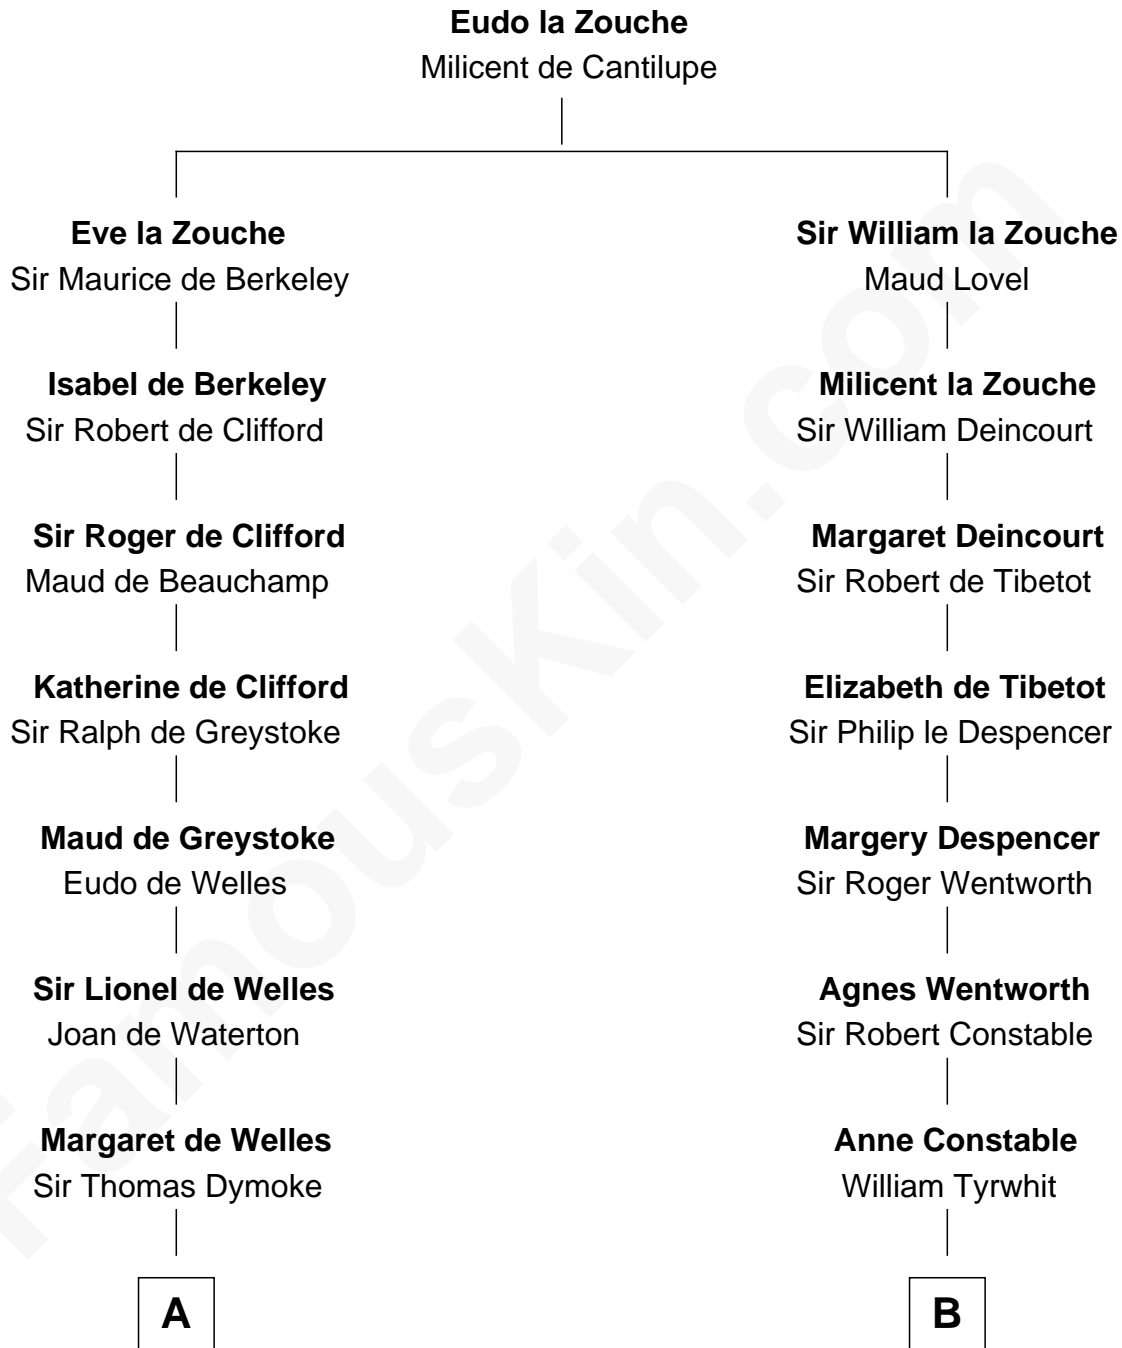 Eudo la Zouche
Milicent de Cantilupe
Eve la Zouche
Sir Maurice de Berkeley
Sir William la Zouche
Maud Lovel
Isabel de Berkeley
Sir Robert de Clifford
Milicent la Zouche
Sir William Deincourt
Sir Roger de Clifford
Maud de Beauchamp
Margaret Deincourt
Sir Robert de Tibetot
Katherine de Clifford
Sir Ralph de Greystoke
Elizabeth de Tibetot
Sir Philip le Despencer
Maud de Greystoke
Eudo de Welles
Margery Despencer
Sir Roger Wentworth
Sir Lionel de Welles
Joan de Waterton
Agnes Wentworth
Sir Robert Constable
Margaret de Welles
Sir Thomas Dymoke
Anne Constable
William Tyrwhit
A
B
FamousKin.com